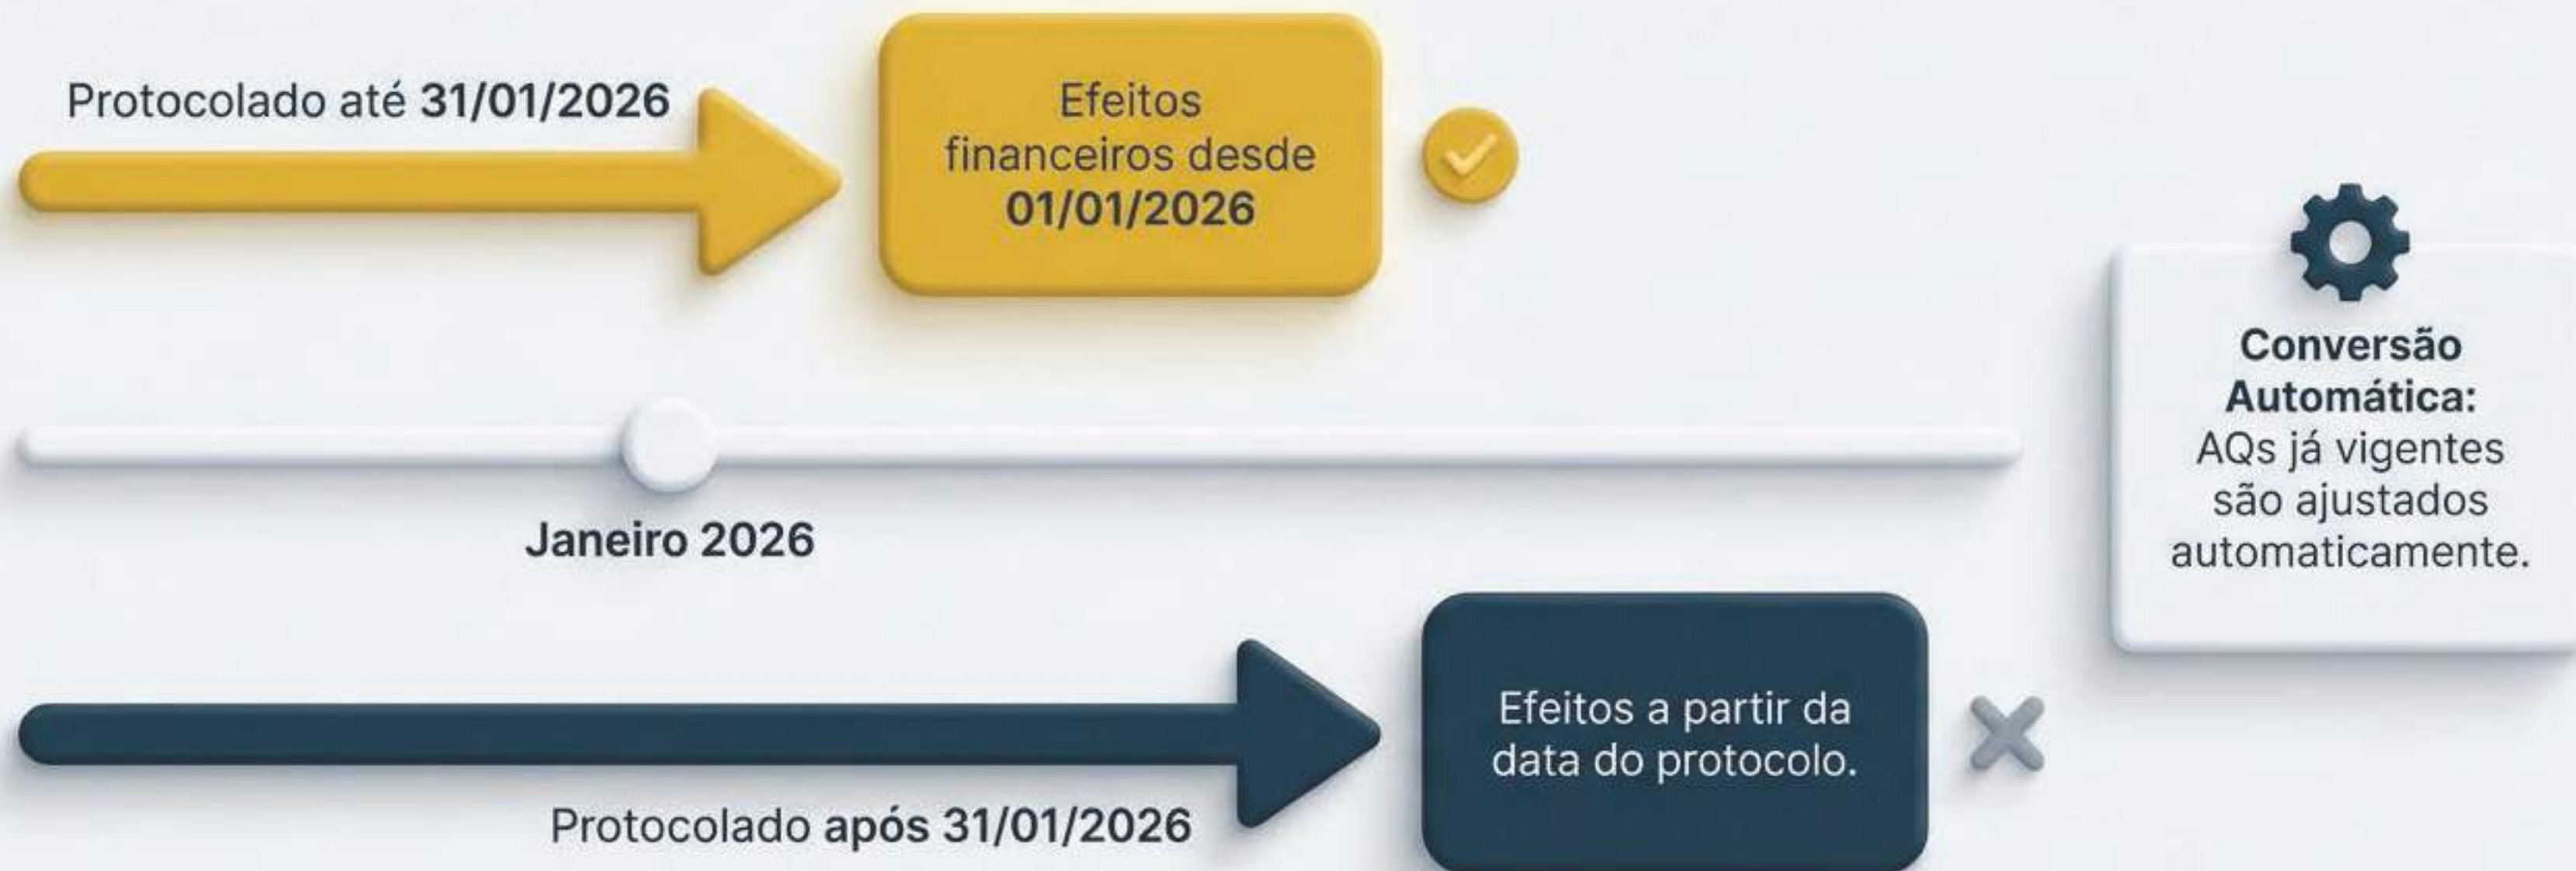 Protocolado até 31/01/2026
Efeitos
financeiros desde
01/01/2026
Janeiro 2026
Conversão
Automática:
AQs já vigentes
são ajustados
automaticamente.
Efeitos a partir da
data do protocolo.
Protocolado após 31/01/2026